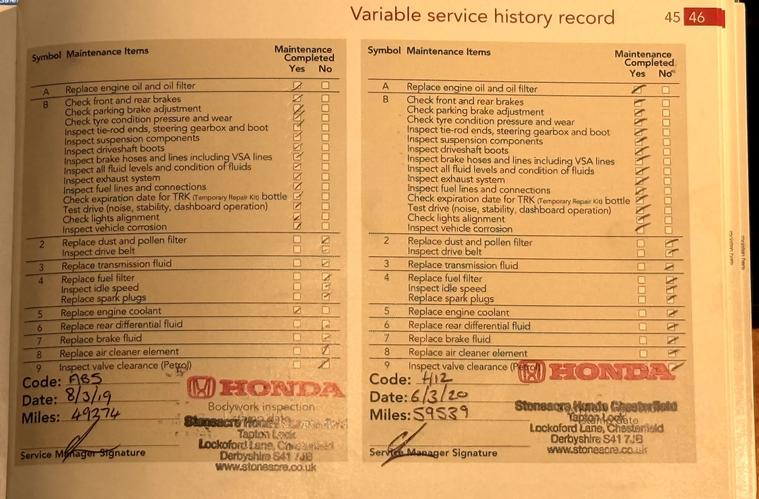 Variable service history record 45 46
Symbol Maintenance Items Maintenance Completed
Yes No
A Replace engine oil and oil filter
B Check front and rear brakes
Check parking brake adjustment
Check tyre condition pressure and wear
Inspect tie-rod ends, steering gearbox and boot
Inspect suspension components
Inspect driveshaft boots
Inspect brake hoses and lines including VSA lines
Inspect all fluid levels and condition of fluids
Inspect exhaust system
Inspect fuel lines and connections
Check expiration date for TRK (Temporary Repair Kit) bottle
Test drive (noise, stability, dashboard operation)
Check lights alignment
Inspect vehicle corrosion
2 Replace dust and pollen filter
Inspect drive belt
3 Replace transmission fluid
4 Replace fuel filter
Inspect idle speed
Replace spark plugs
5 Replace engine coolant
6 Replace rear differential fluid
7 Replace brake fluid
8 Replace air cleaner element
9 Inspect valve clearance (Petrol)
Code: AB5
Date: 8/3/19
Miles: 49274
Service Manager Signature
HONDA
Bodywork inspection
Stoneacre Honda Chesterfield
Tapton Lock
Lockoford Lane, Chesterfield
Derbyshire S41 7JB
www.stoneacre.co.uk
Symbol Maintenance Items Maintenance Completed
Yes No
A Replace engine oil and oil filter
B Check front and rear brakes
Check parking brake adjustment
Check tyre condition pressure and wear
Inspect tie-rod ends, steering gearbox and boot
Inspect suspension components
Inspect driveshaft boots
Inspect brake hoses and lines including VSA lines
Inspect all fluid levels and condition of fluids
Inspect exhaust system
Inspect fuel lines and connections
Check expiration date for TRK (Temporary Repair Kit) bottle
Test drive (noise, stability, dashboard operation)
Check lights alignment
Inspect vehicle corrosion
2 Replace dust and pollen filter
Inspect drive belt
3 Replace transmission fluid
4 Replace fuel filter
Inspect idle speed
Replace spark plugs
5 Replace engine coolant
6 Replace rear differential fluid
7 Replace brake fluid
8 Replace air cleaner element
9 Inspect valve clearance (Petrol)
Code: 412
Date: 6/3/20
Miles: 59539
Service Manager Signature
HONDA
Stoneacre Honda Chesterfield
Tapton Lock
Lockoford Lane, Chesterfield
Derbyshire S41 7JB
www.stoneacre.co.uk